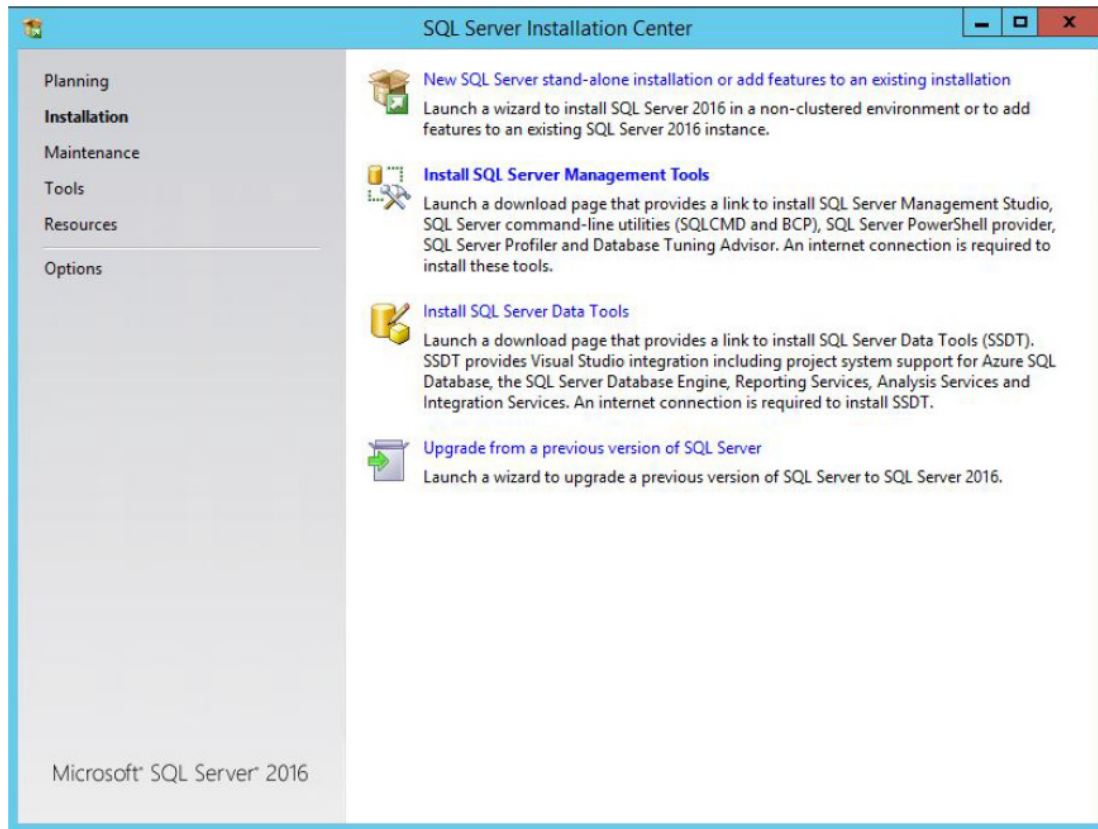 SQL Server Installation Center
Planning
Installation
Maintenance
Tools
Resources
Options
New SQL Server stand-alone installation or add features to an existing installation
Launch a wizard to install SQL Server 2016 in a non-clustered environment or to add
features to an existing SQL Server 2016 instance.
Install SQL Server Management Tools
Launch a download page that provides a link to install SQL Server Management Studio,
SQL Server command-line utilities (SQLCMD and BCP), SQL Server PowerShell provider,
SQL Server Profiler and Database Tuning Advisor. An internet connection is required to
install these tools.
Install SQL Server Data Tools
Launch a download page that provides a link to install SQL Server Data Tools (SSDT).
SSDT provides Visual Studio integration including project system support for Azure SQL
Database, the SQL Server Database Engine, Reporting Services, Analysis Services and
Integration Services. An internet connection is required to install SSDT.
Upgrade from a previous version of SQL Server
Launch a wizard to upgrade a previous version of SQL Server to SQL Server 2016.
Microsoft® SQL Server® 2016